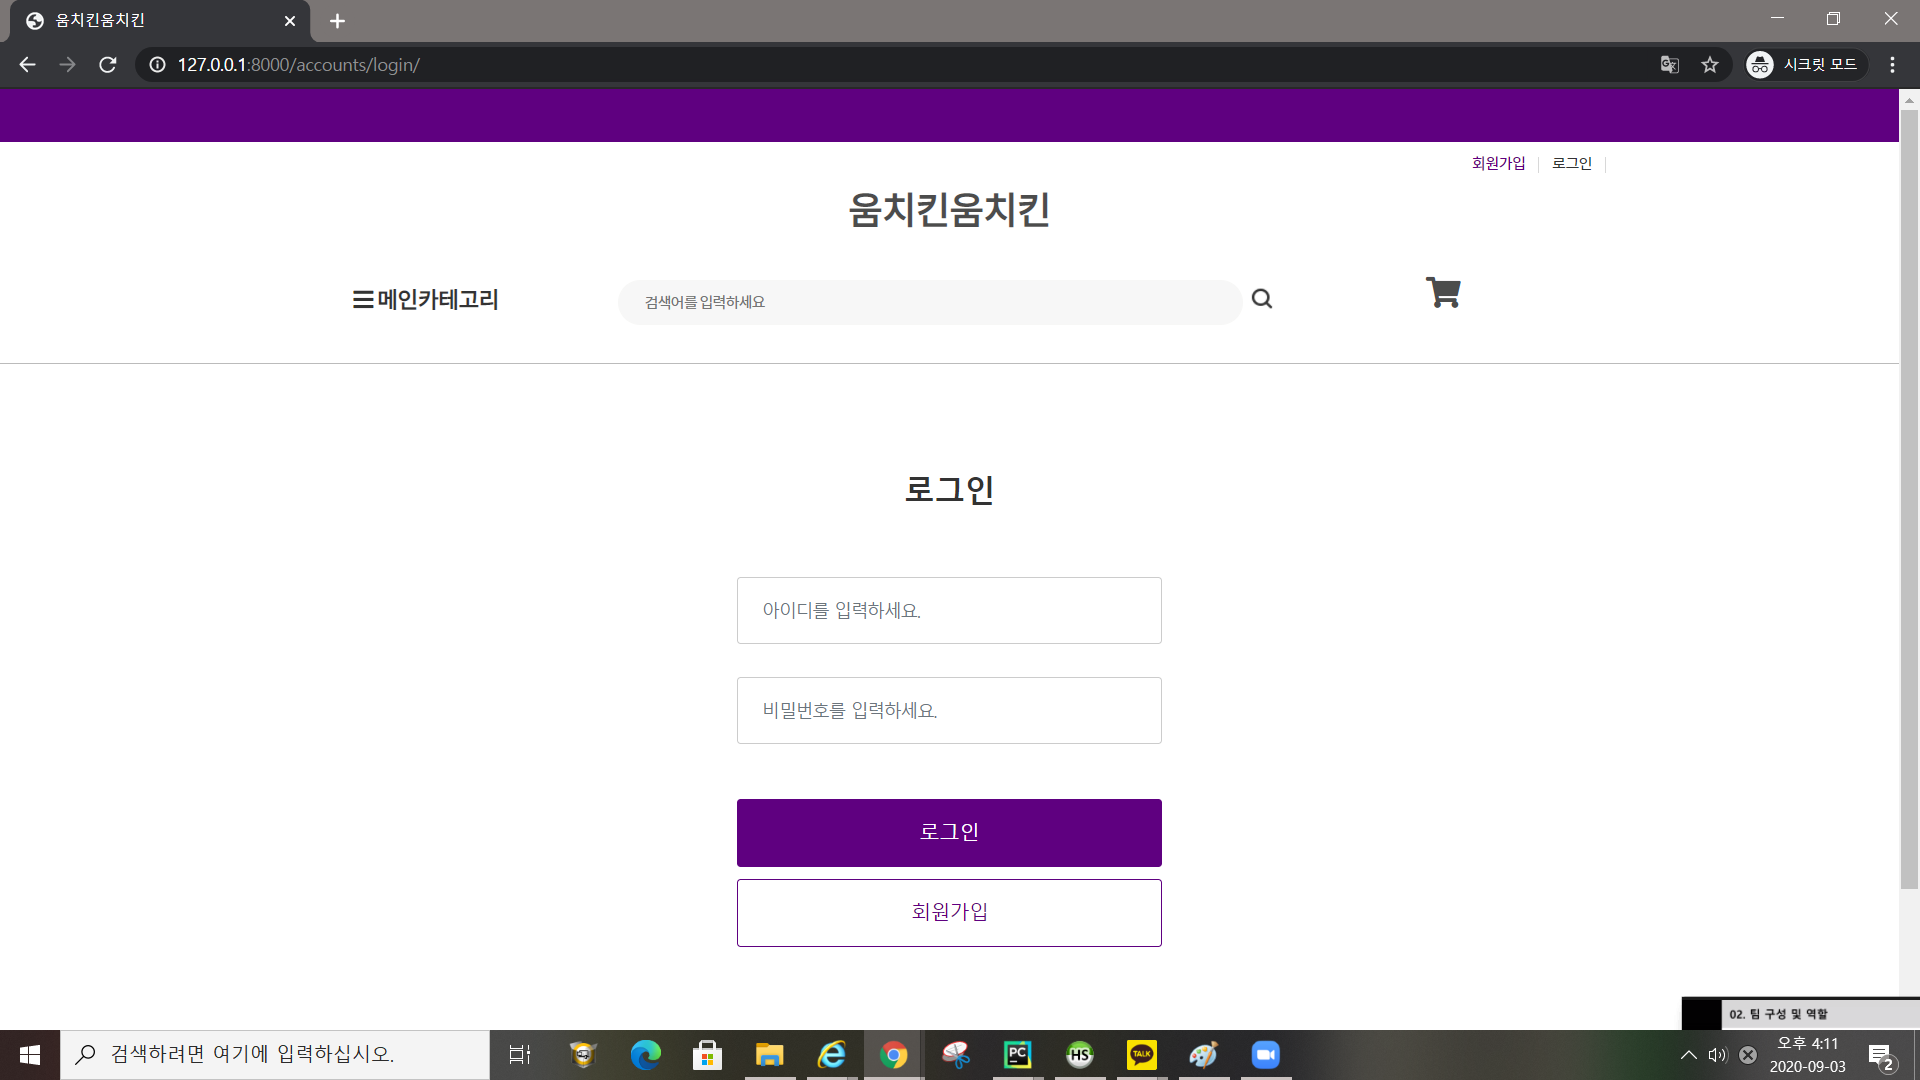 움치킨움치킨
127.0.0.1:8000/accounts/login/
시크릿 모드
회원가입
로그인
움치킨움치킨
메인카테고리
검색어를 입력하세요
로그인
아이디를 입력하세요.
비밀번호를 입력하세요.
로그인
회원가입
02. 팀 구성 및 역할
검색하려면 여기에 입력하십시오.
PC
HS
TALK
오후 4:11
2020-09-03
2